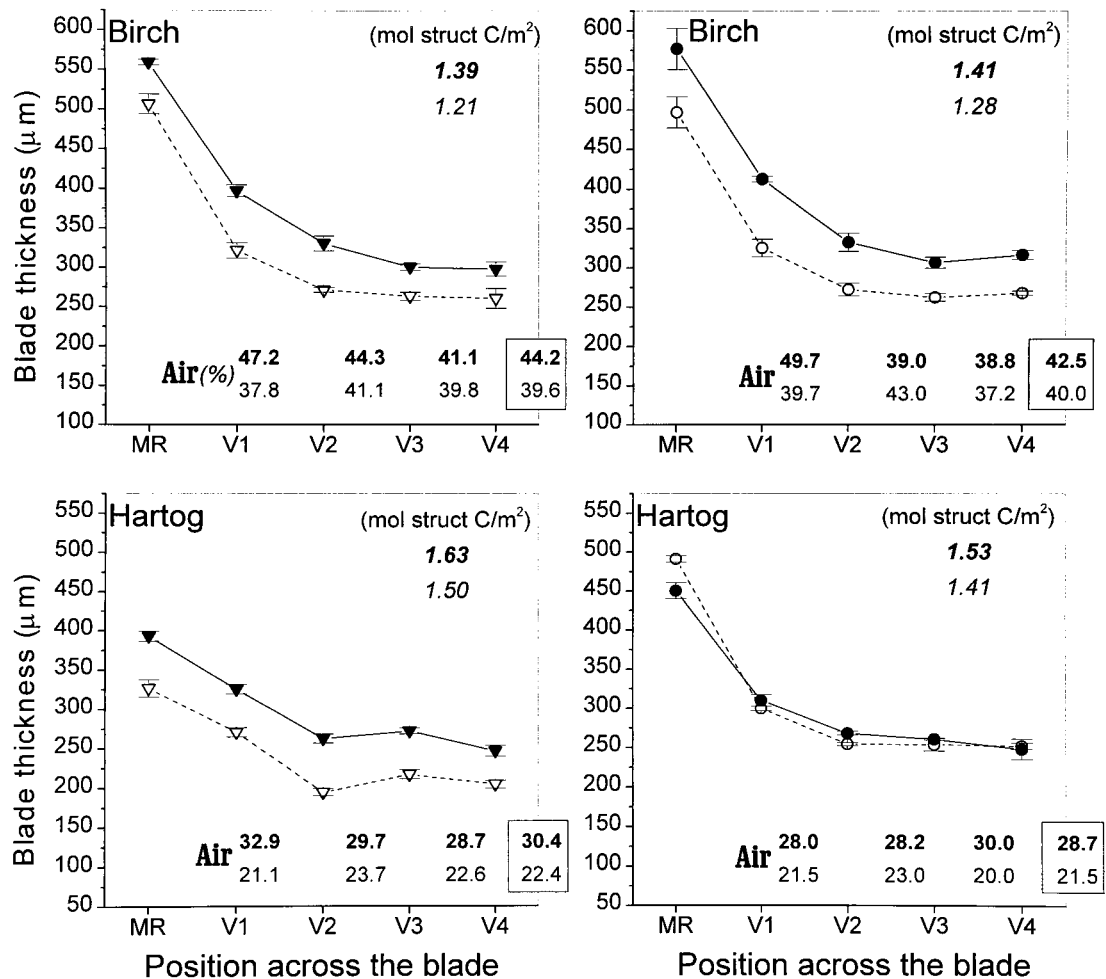 Birch
(mol struct C/m²)
1.39
1.21
Blade thickness (μm)
600
550
500
450
400
350
300
250
200
150
100
Air(%) 47.2 44.3 41.1 44.2
37.8 41.1 39.8 39.6
MR V1 V2 V3 V4
Birch
(mol struct C/m²)
1.41
1.28
600
550
500
450
400
350
300
250
200
150
100
Air 49.7 39.0 38.8 42.5
39.7 43.0 37.2 40.0
MR V1 V2 V3 V4
Hartog
(mol struct C/m²)
1.63
1.50
Blade thickness (μm)
550
500
450
400
350
300
250
200
150
100
50
Air 32.9 29.7 28.7 30.4
21.1 23.7 22.6 22.4
MR V1 V2 V3 V4
Position across the blade
Hartog
(mol struct C/m²)
1.53
1.41
550
500
450
400
350
300
250
200
150
100
50
Air 28.0 28.2 30.0 28.7
21.5 23.0 20.0 21.5
MR V1 V2 V3 V4
Position across the blade